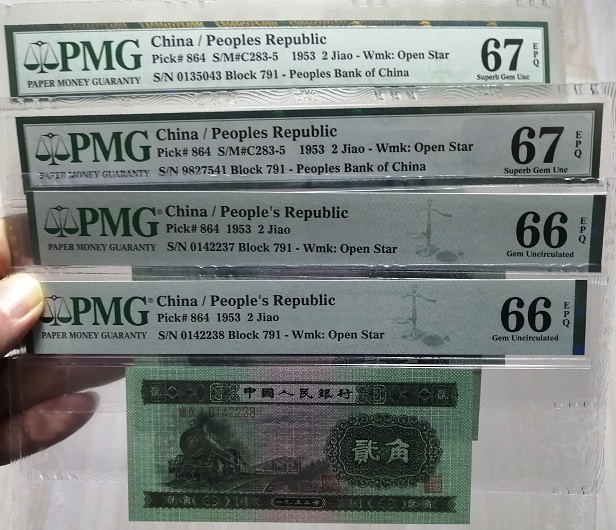 PMG
PAPER MONEY GUARANTY
China / Peoples Republic
Pick# 864 S/M#C283-5 1953 2 Jiao - Wmk: Open Star
S/N 0135043 Block 791 - Peoples Bank of China
67 EPQ
Superb Gem Unc
PMG
PAPER MONEY GUARANTY
China / Peoples Republic
Pick# 864 S/M#C283-5 1953 2 Jiao - Wmk: Open Star
S/N 9827541 Block 791 - Peoples Bank of China
67 EPQ
Superb Gem Unc
PMG
PAPER MONEY GUARANTY
China / People's Republic
Pick# 864 1953 2 Jiao
S/N 0142237 Block 791 - Wmk: Open Star
66 EPQ
Gem Uncirculated
PMG
PAPER MONEY GUARANTY
China / People's Republic
Pick# 864 1953 2 Jiao
S/N 0142238 Block 791 - Wmk: Open Star
66 EPQ
Gem Uncirculated
中國人民銀行
0142238
貳角